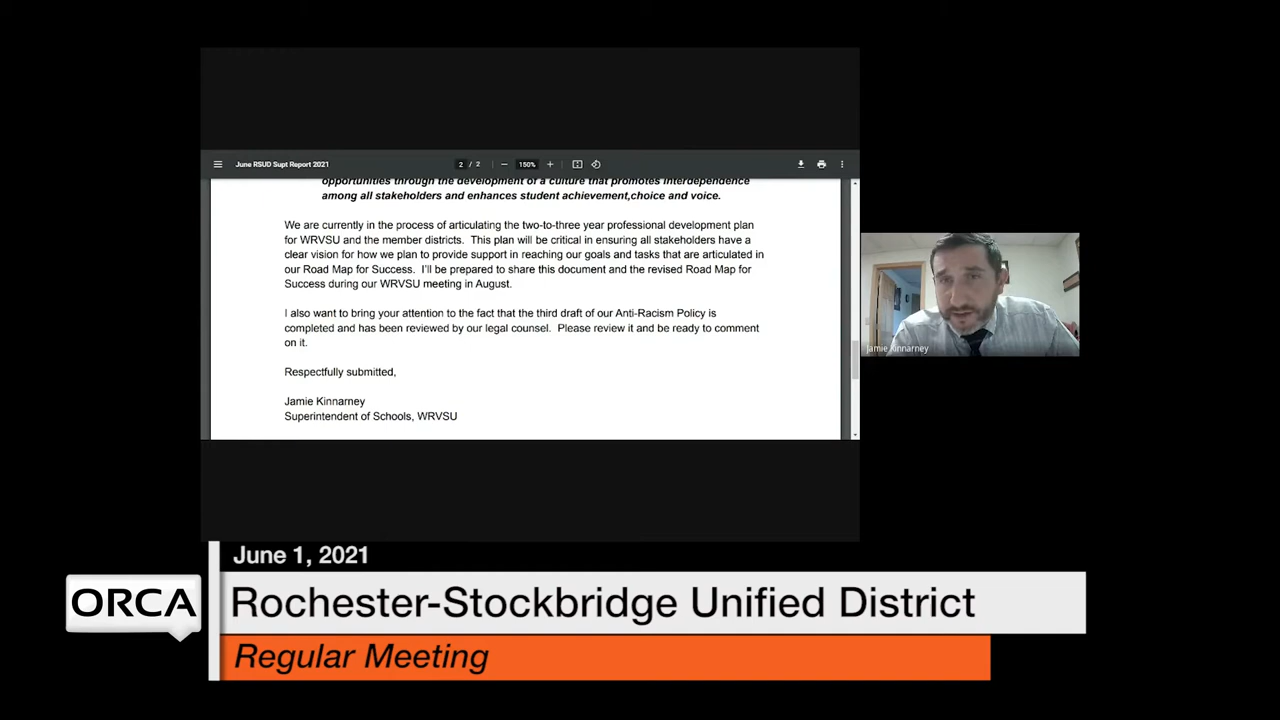 June RSUD Supt Report 2021
2 / 2
150%
opportunities through the development of a culture that promotes interdependence
among all stakeholders and enhances student achievement,choice and voice.
We are currently in the process of articulating the two-to-three year professional development plan
for WRVSU and the member districts. This plan will be critical in ensuring all stakeholders have a
clear vision for how we plan to provide support in reaching our goals and tasks that are articulated in
our Road Map for Success. I'll be prepared to share this document and the revised Road Map for
Success during our WRVSU meeting in August.
I also want to bring your attention to the fact that the third draft of our Anti-Racism Policy is
completed and has been reviewed by our legal counsel. Please review it and be ready to comment
on it.
Respectfully submitted,
Jamie Kinnarney
Superintendent of Schools, WRVSU
Jamie Kinnarney
June 1, 2021
ORCA
Rochester-Stockbridge Unified District
Regular Meeting